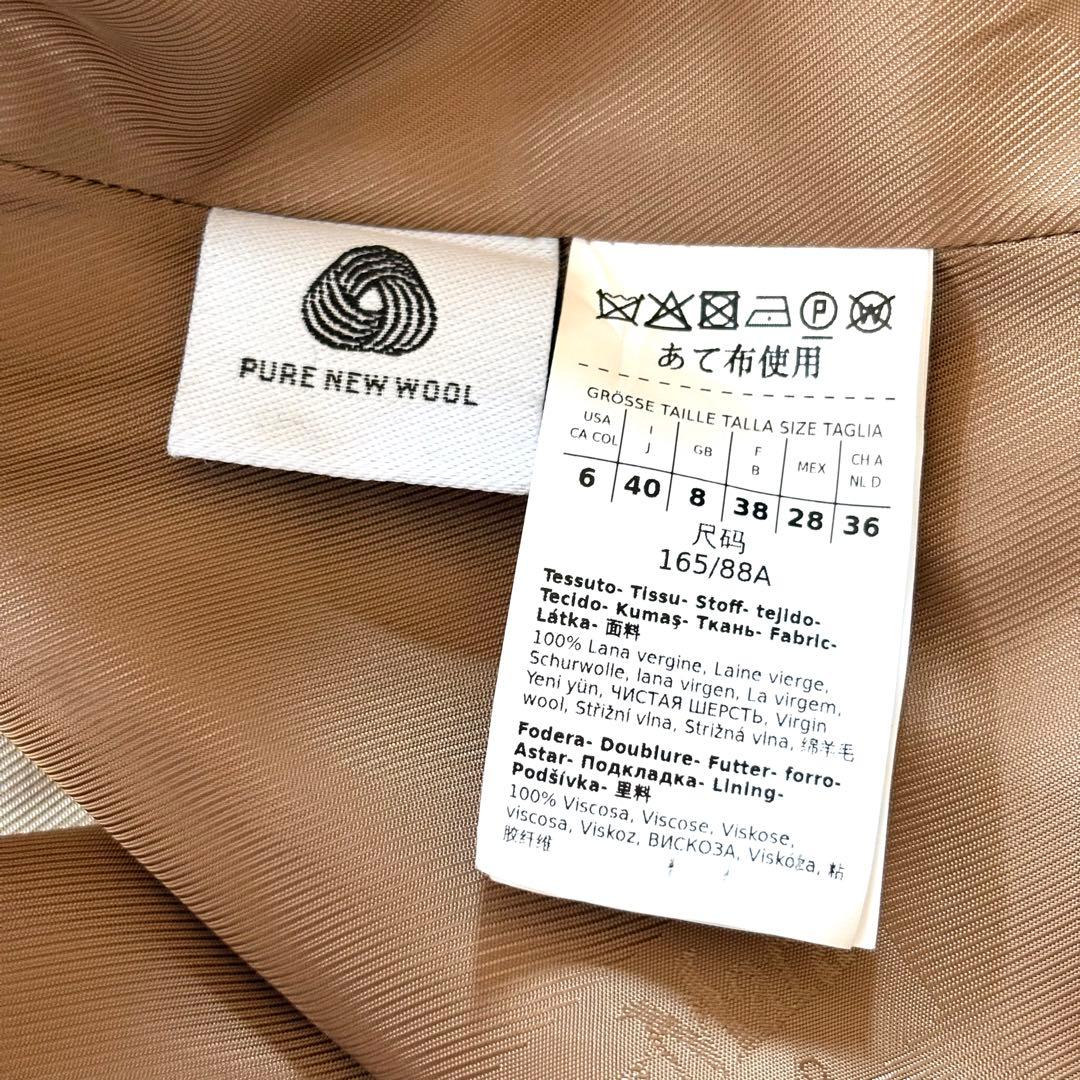 PURE NEW WOOL
P W
あて布使用
GRÖSSE TAILLE TALLA SIZE TAGLIA
USA CA COL | I J | GB | F B | MEX | CH A NL D
6 | 40 | 8 | 38 | 28 | 36
尺码
165/88A
Tessuto- Tissu- Stoff- tejido-
Tecido- Kumaş- Ткань- Fabric-
Látka- 面料
100% Lana vergine, Laine vierge,
Schurwolle, lana virgen, La virgem,
Yeni yün, ЧИСТАЯ ШЕРСТЬ, Virgin
wool, Střižní vlna, Strižná vlna, 绵羊毛
Fodera- Doublure- Futter- forro-
Astar- Подкладка- Lining-
Podšívka- 里料
100% Viscosa, Viscose, Viskose,
viscosa, Viskoz, ВИСКОЗА, Viskóza, 粘
胶纤维